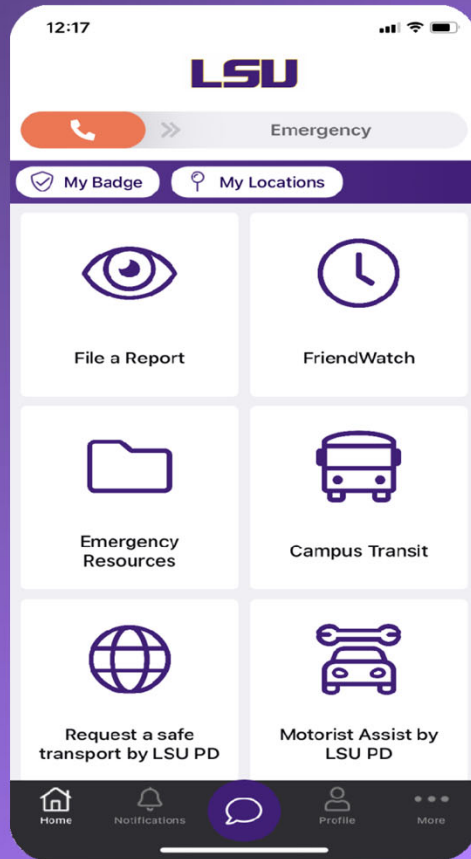 12:17
LSU
Emergency
My Badge
My Locations
File a Report
FriendWatch
Emergency
Resources
Campus Transit
Request a safe
transport by LSU PD
Motorist Assist by
LSU PD
Home
Notifications
Profile
More